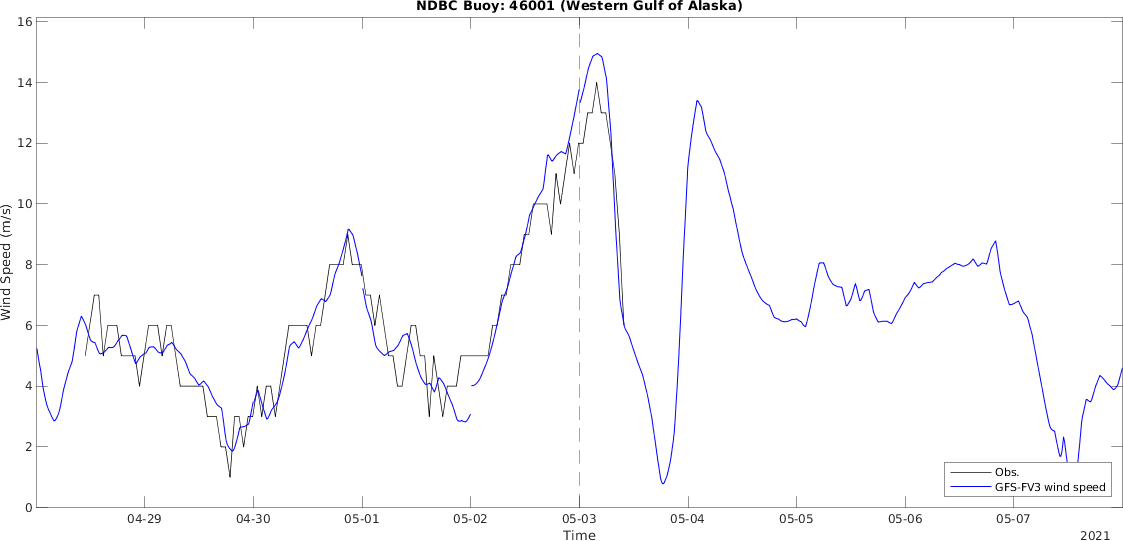 NDBC Buoy: 46001 (Western Gulf of Alaska)
16
14
12
10
8
6
4
2
0
Wind Speed (m/s)
Obs.
GFS-FV3 wind speed
04-29 04-30 05-01 05-02 05-03 05-04 05-05 05-06 05-07
Time
2021